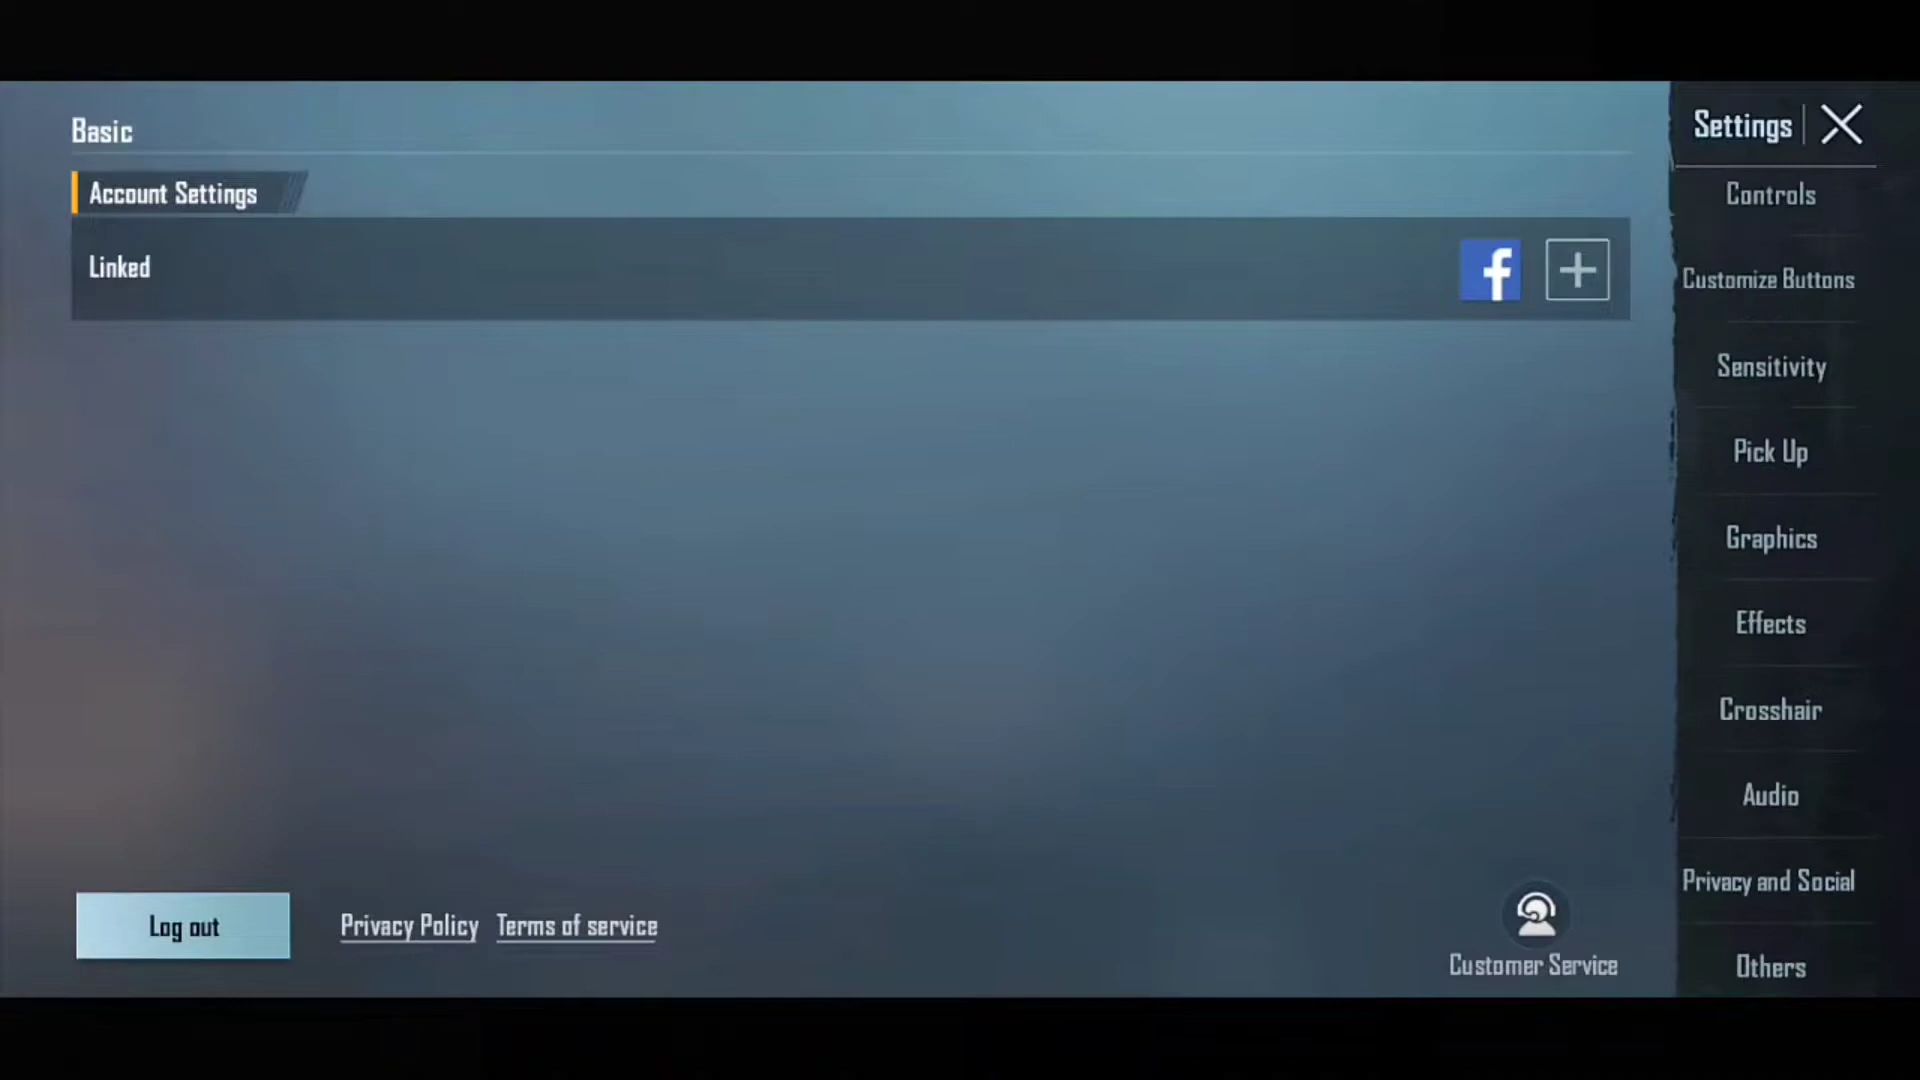 Basic
Account Settings
Linked
Log out
Privacy Policy
Terms of service
Customer Service
Settings
Controls
Customize Buttons
Sensitivity
Pick Up
Graphics
Effects
Crosshair
Audio
Privacy and Social
Others